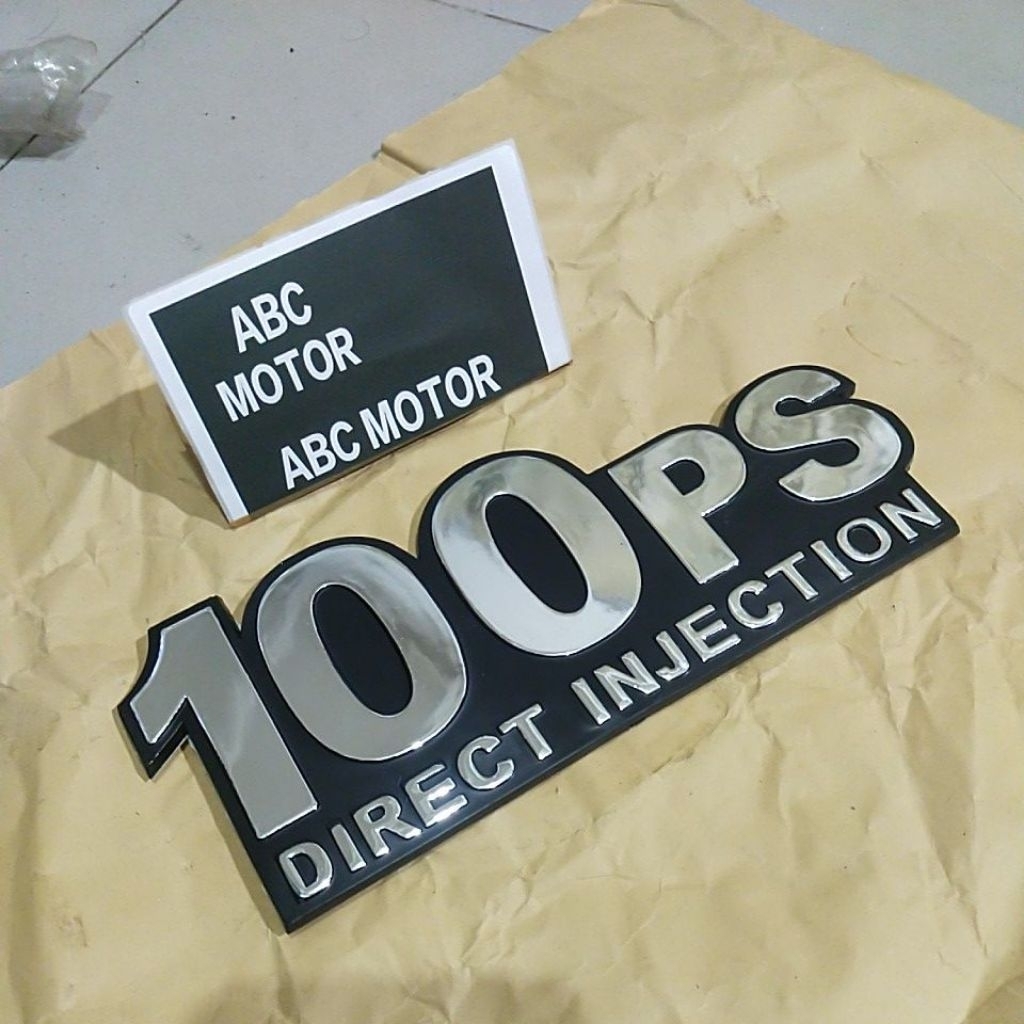 ABC
MOTOR
ABC MOTOR
100PS
DIRECT INJECTION